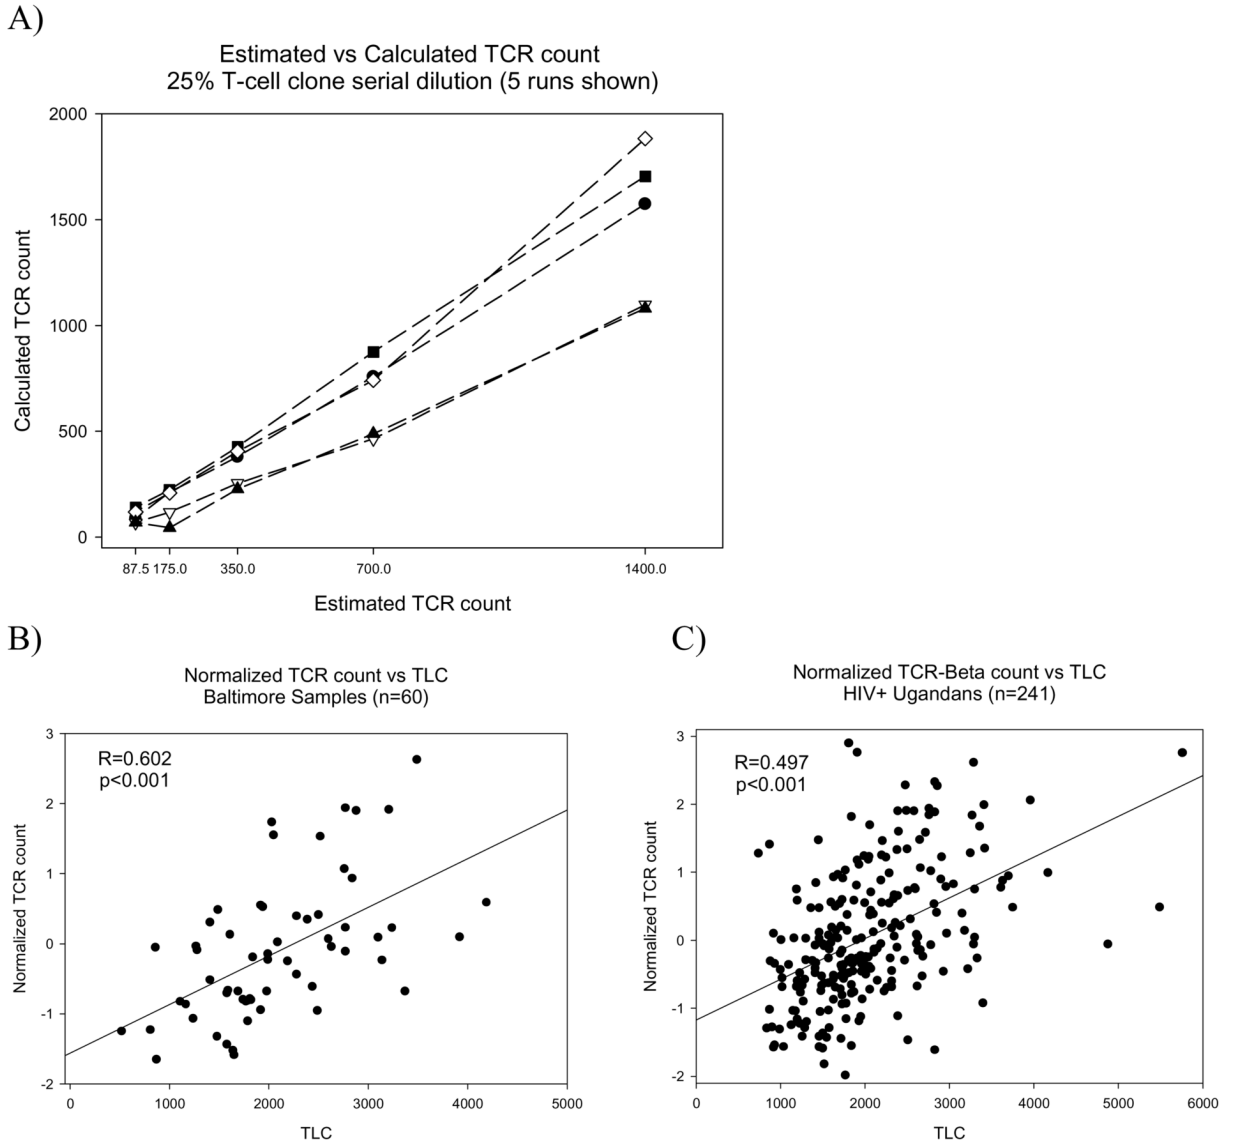 A)
Estimated vs Calculated TCR count
25% T-cell clone serial dilution (5 runs shown)
2000
1500
1000
500
0
Calculated TCR count
87.5 175.0 350.0 700.0 1400.0
Estimated TCR count
B)
Normalized TCR count vs TLC
Baltimore Samples (n=60)
R=0.602
p<0.001
3
2
1
0
-1
-2
Normalized TCR count
0 1000 2000 3000 4000 5000
TLC
C)
Normalized TCR-Beta count vs TLC
HIV+ Ugandans (n=241)
R=0.497
p<0.001
3
2
1
0
-1
-2
Normalized TCR count
0 1000 2000 3000 4000 5000 6000
TLC